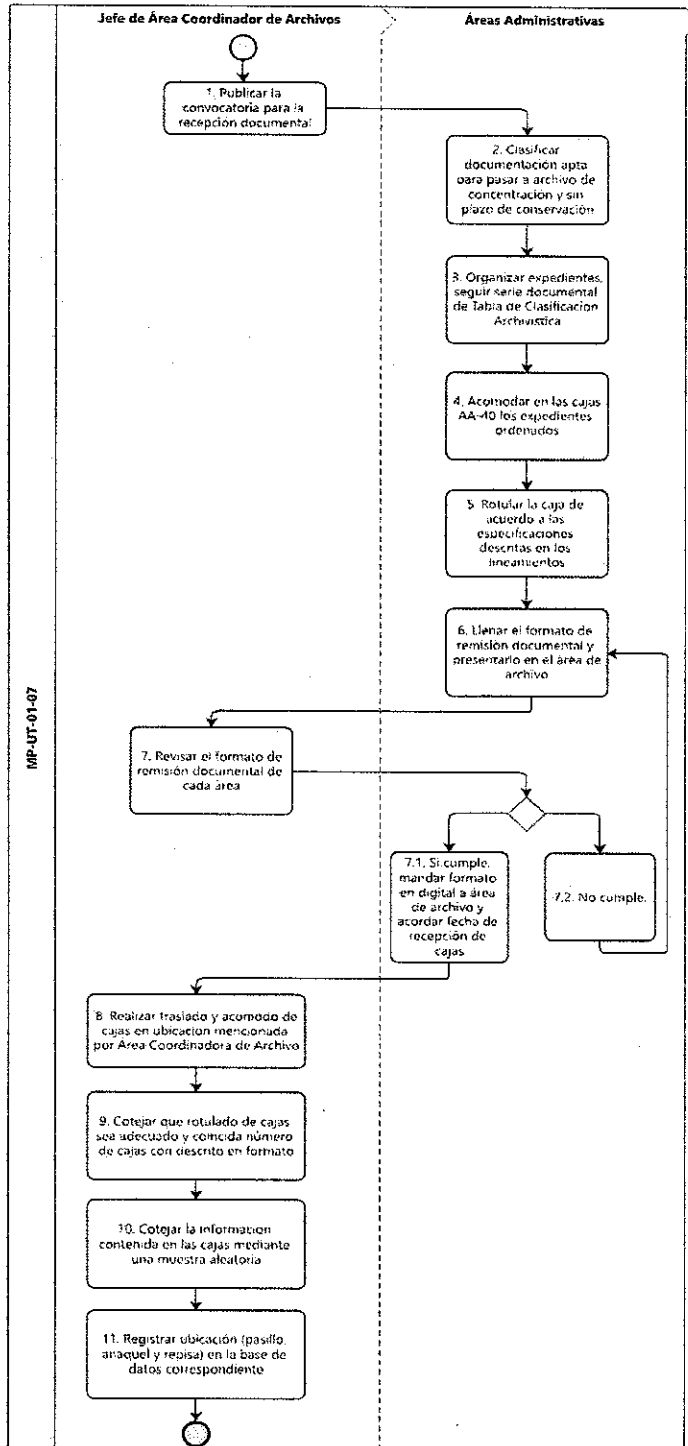 Jefe de Área Coordinador de Archivos
Áreas Administrativas
MP-UT-01-07
1. Publicar la
convocatoria para la
recepción documental
2. Clasificar
documentación apta
para pasar a archivo de
concentración y sin
plazo de conservación
3. Organizar expedientes,
seguir serie documental
de Tabla de Clasificacion
Archivistica
4. Acomodar en las cajas
AA-40 los expedientes
ordenados
5. Rotular la caja de
acuerdo a las
especificaciones
descritas en los
lineamientos
6. Llenar el formato de
remisión documental y
presentarlo en el área de
archivo
7. Revisar el formato de
remisión documental de
cada área
7.1. Si cumple,
mandar formato
en digital a área
de archivo y
acordar fecha de
recepción de
cajas
7.2. No cumple.
8. Realizar traslado y acomodo de
cajas en ubicacion mencionada
por Área Coordinadora de Archivo
9. Cotejar que rotulado de cajas
sea adecuado y coincida número
de cajas con descrito en formato
10. Cotejar la informacion
contenida en las cajas mediante
una muestra aleatoria
11. Registrar ubicación (pasillo,
anaquel y repisa) en la base de
datos correspondiente